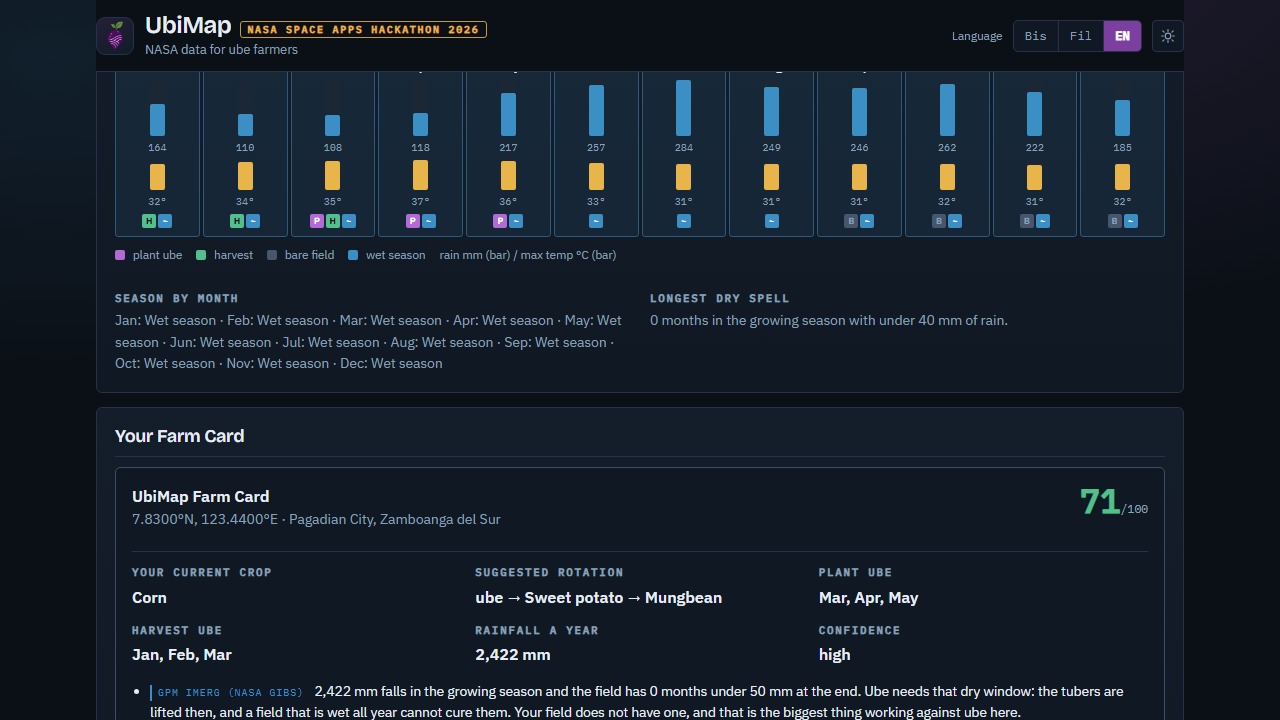 UbiMap NASA SPACE APPS HACKATHON 2026
NASA data for ube farmers
Language Bis Fil EN
164 110 108 118 217 257 284 249 246 262 222 185
32° 34° 35° 37° 36° 33° 31° 31° 31° 32° 31° 32°
H ~ H ~ P H ~ P ~ P ~ ~ ~ ~ B ~ B ~ B ~ B ~
plant ube harvest bare field wet season rain mm (bar) / max temp °C (bar)
SEASON BY MONTH
Jan: Wet season · Feb: Wet season · Mar: Wet season · Apr: Wet season · May: Wet
season · Jun: Wet season · Jul: Wet season · Aug: Wet season · Sep: Wet season ·
Oct: Wet season · Nov: Wet season · Dec: Wet season
LONGEST DRY SPELL
0 months in the growing season with under 40 mm of rain.
Your Farm Card
UbiMap Farm Card
7.8300°N, 123.4400°E · Pagadian City, Zamboanga del Sur
71/100
YOUR CURRENT CROP
Corn
SUGGESTED ROTATION
ube → Sweet potato → Mungbean
PLANT UBE
Mar, Apr, May
HARVEST UBE
Jan, Feb, Mar
RAINFALL A YEAR
2,422 mm
CONFIDENCE
high
• GPM IMERG (NASA GIBS) 2,422 mm falls in the growing season and the field has 0 months under 50 mm at the end. Ube needs that dry window: the tubers are
lifted then, and a field that is wet all year cannot cure them. Your field does not have one, and that is the biggest thing working against ube here.